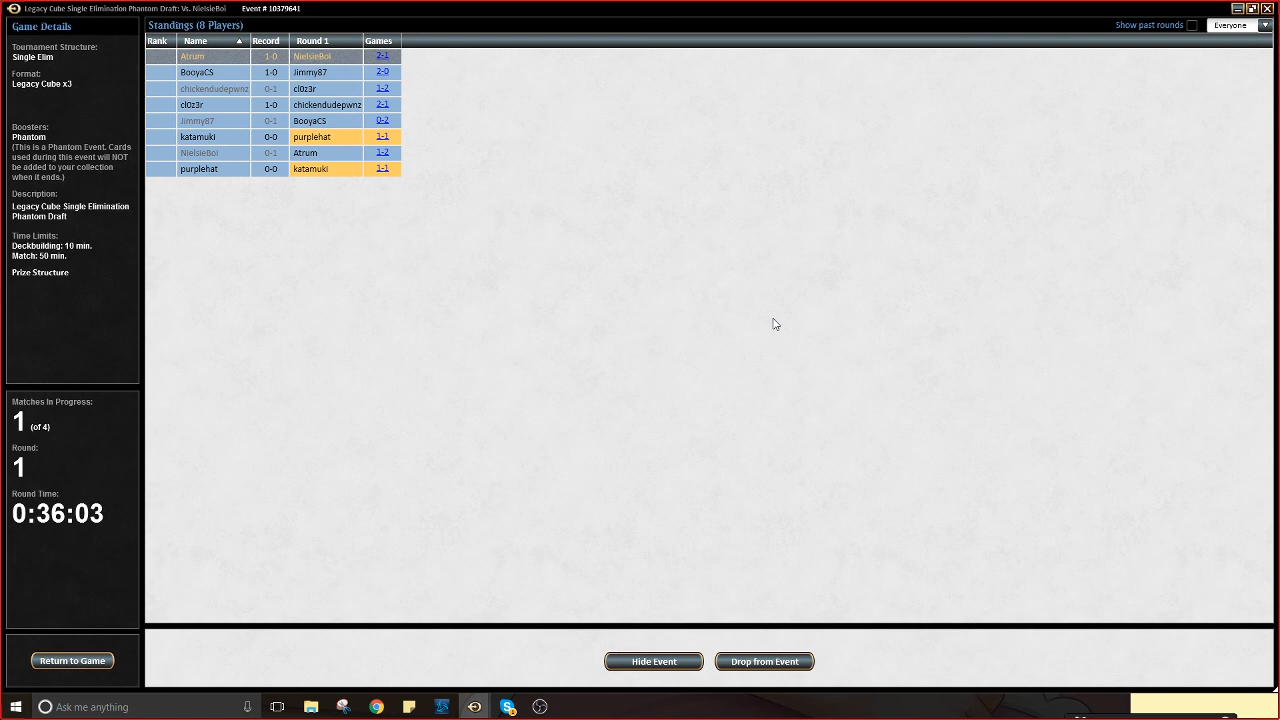 Legacy Cube Single Elimination Phantom Draft: Vs. NielsieBoi Event # 10379641
Game Details
Tournament Structure:
Single Elim
Format:
Legacy Cube x3
Boosters:
Phantom
(This is a Phantom Event. Cards
used during this event will NOT
be added to your collection
when it ends.)
Description:
Legacy Cube Single Elimination
Phantom Draft
Time Limits:
Deckbuilding: 10 min.
Match: 50 min.
Prize Structure
Matches In Progress:
1 (of 4)
Round:
1
Round Time:
0:36:03
Return to Game
Standings (8 Players)
Show past rounds Everyone
Rank Name Record Round 1 Games
Atrum 1-0 NielsieBoi 2-1
BooyaCS 1-0 Jimmy87 2-0
chickendudepwnz 0-1 cl0z3r 1-2
cl0z3r 1-0 chickendudepwnz 2-1
Jimmy87 0-1 BooyaCS 0-2
katamuki 0-0 purplehat 1-1
NielsieBoi 0-1 Atrum 1-2
purplehat 0-0 katamuki 1-1
Hide Event Drop from Event
Ask me anything